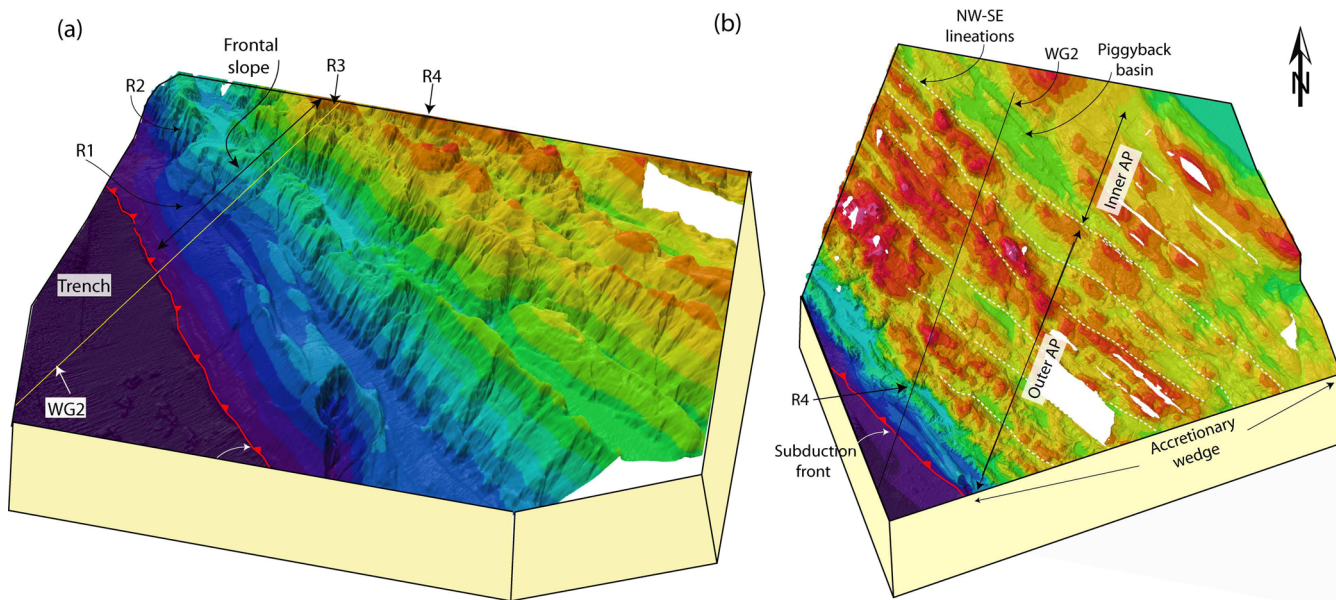 (a)
Frontal
slope
R3
R4
R2
R1
Trench
WG2
(b)
NW-SE
lineations
WG2
Piggyback
basin
N
Inner AP
Outer AP
R4
Subduction
front
Accretionary
wedge